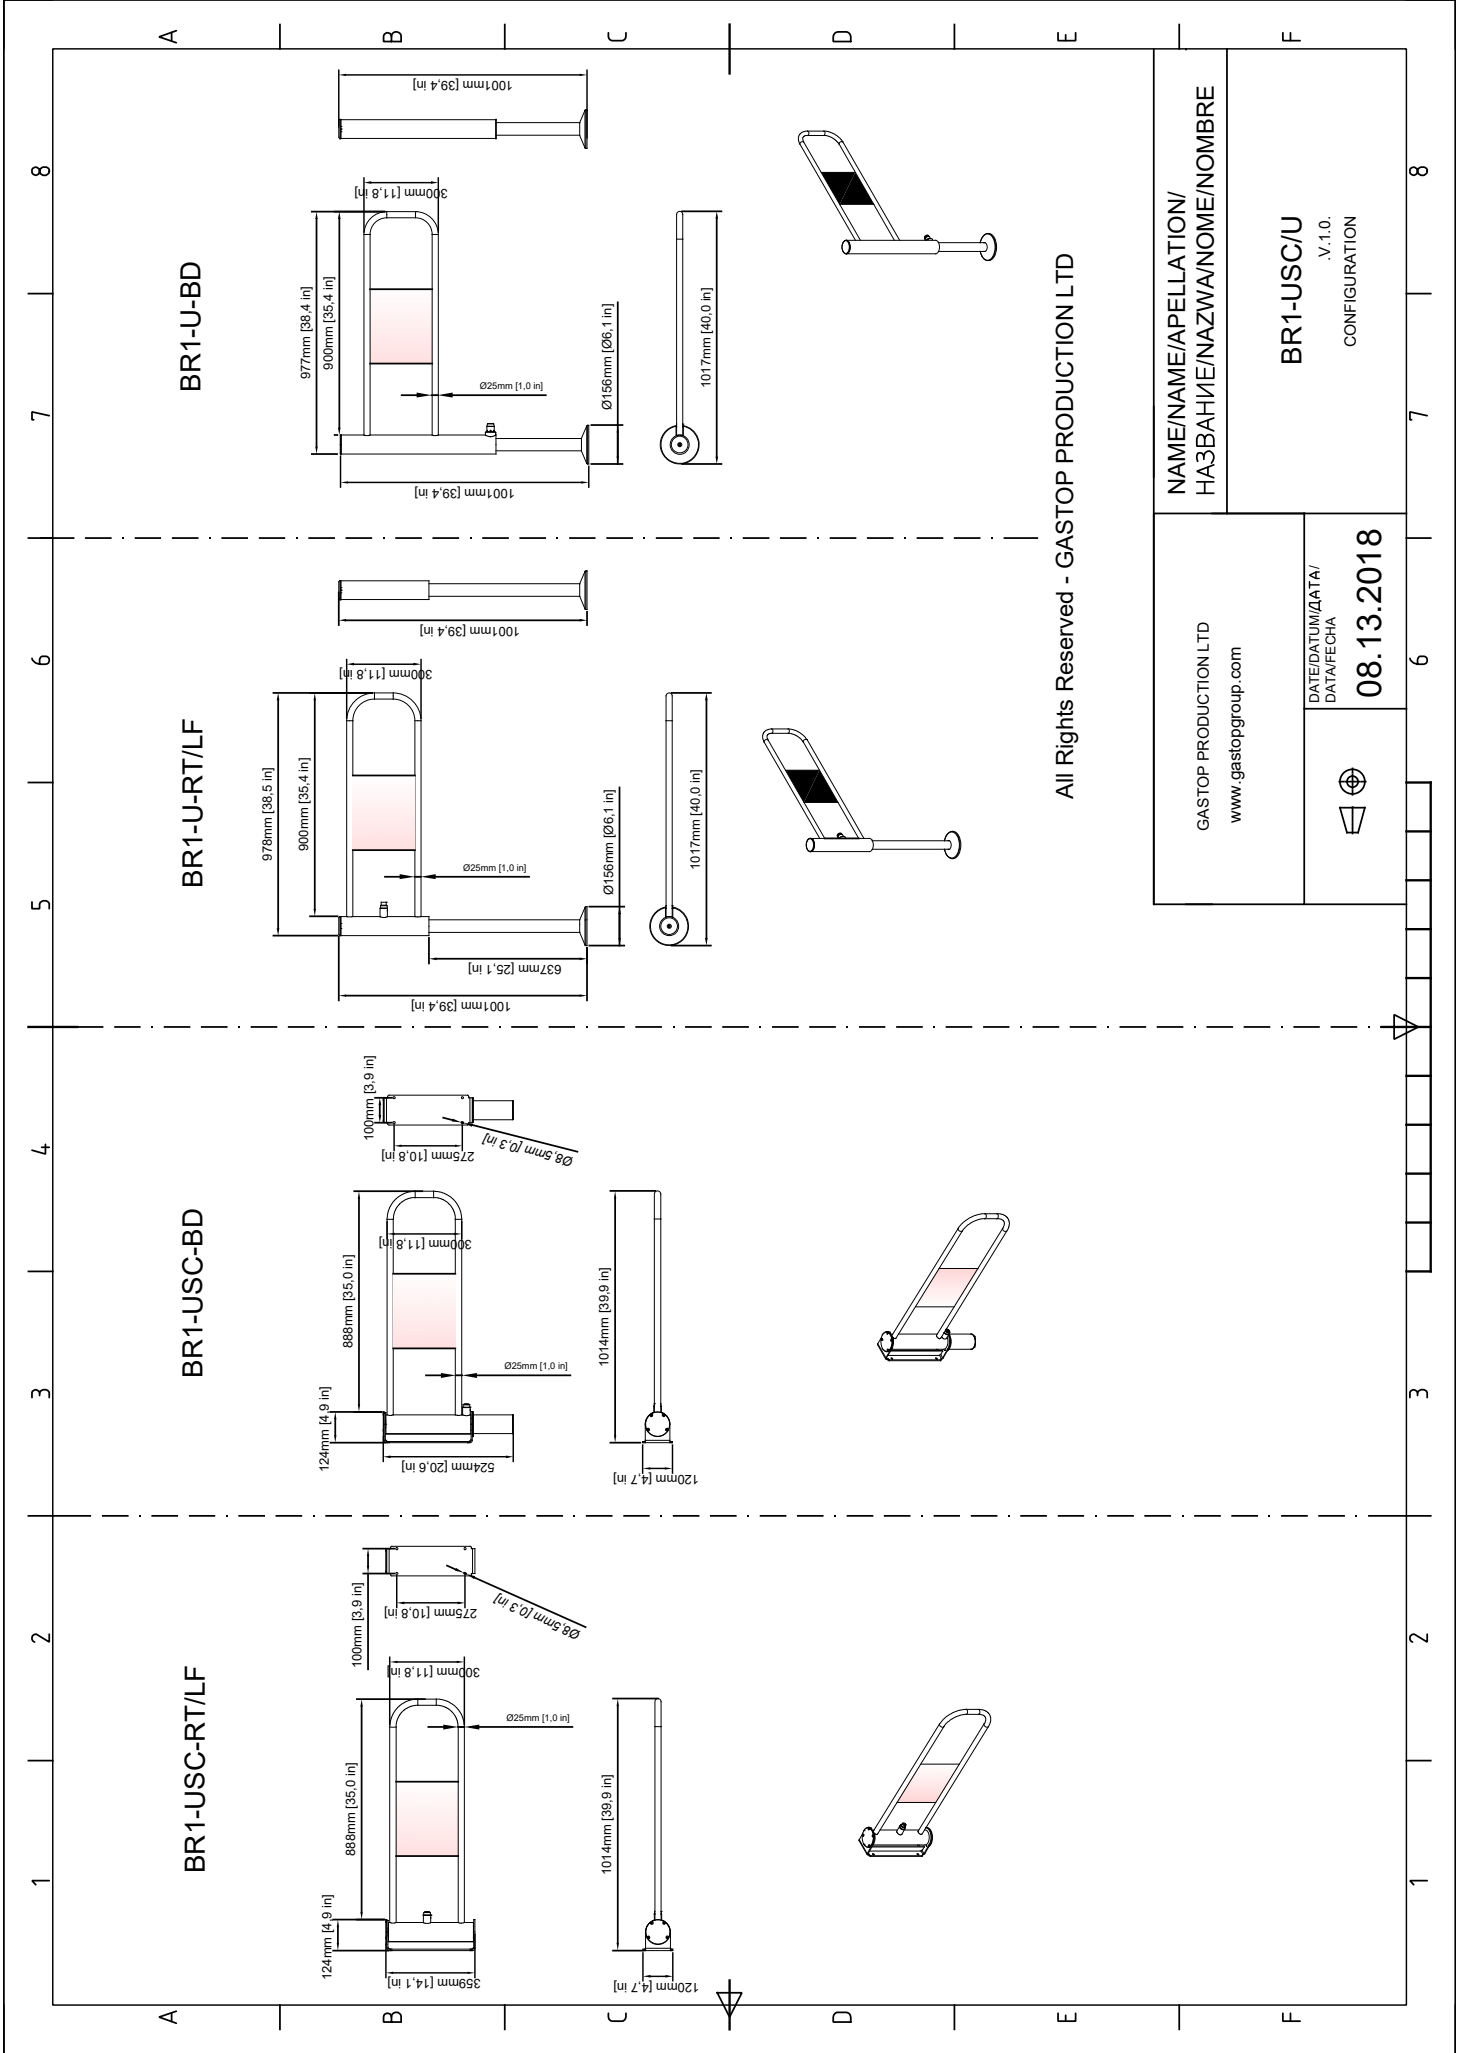 1
2
3
4
5
6
7
8
A
B
C
D
E
F
BR1-USC-RT/LF
124mm [4,9 in]
888mm [35,0 in]
359mm [14,1 in]
300mm [11,8 in]
Ø25mm [1,0 in]
100mm [3,9 in]
275mm [10,8 in]
Ø8,5mm [0,3 in]
1014mm [39,9 in]
120mm [4,7 in]
BR1-USC-BD
124mm [4,9 in]
888mm [35,0 in]
524mm [20,6 in]
300mm [11,8 in]
Ø25mm [1,0 in]
100mm [3,9 in]
275mm [10,8 in]
Ø8,5mm [0,3 in]
1014mm [39,9 in]
120mm [4,7 in]
BR1-U-RT/LF
978mm [38,5 in]
900mm [35,4 in]
300mm [11,8 in]
Ø25mm [1,0 in]
637mm [25,1 in]
1001mm [39,4 in]
1001mm [39,4 in]
Ø156mm [Ø6,1 in]
1017mm [40,0 in]
BR1-U-BD
977mm [38,4 in]
900mm [35,4 in]
300mm [11,8 in]
Ø25mm [1,0 in]
1001mm [39,4 in]
1001mm [39,4 in]
Ø156mm [Ø6,1 in]
1017mm [40,0 in]
All Rights Reserved - GASTOP PRODUCTION LTD
GASTOP PRODUCTION LTD
www.gastopgroup.com
DATE/DATUM/ДАТА/
DATA/FECHA
08.13.2018
NAME/NAME/APELLATION/
НАЗВАНИЕ/NAZWA/NOME/NOMBRE
BR1-USC/U
.V.1.0.
CONFIGURATION
1
2
3
4
5
6
7
8
A
B
C
D
E
F